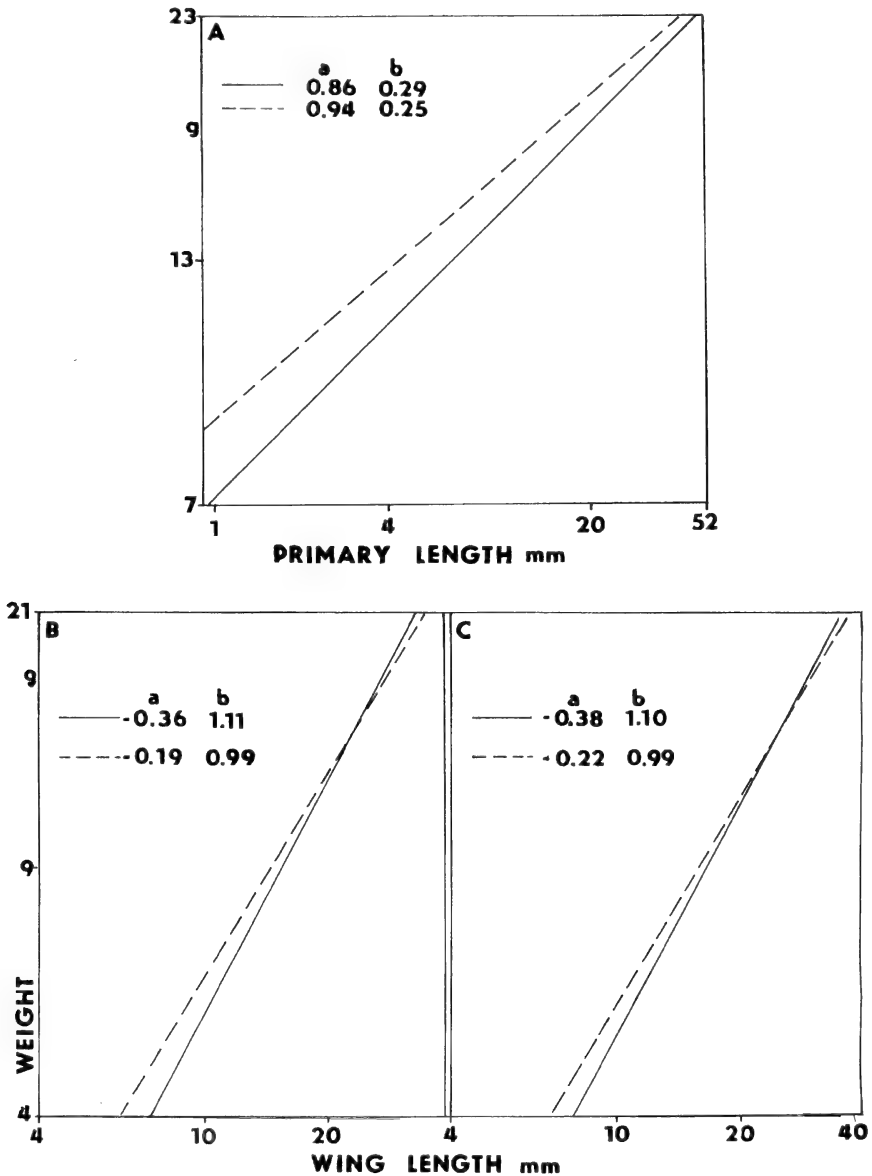 23
A
a b
0.86 0.29
0.94 0.25
g
13
7
1 4 20 52
PRIMARY LENGTH mm
21
B C
g
a b a b
-0.36 1.11 -0.38 1.10
-0.19 0.99 -0.22 0.99
9
WEIGHT
4
4 10 20 4 10 20 40
WING LENGTH mm